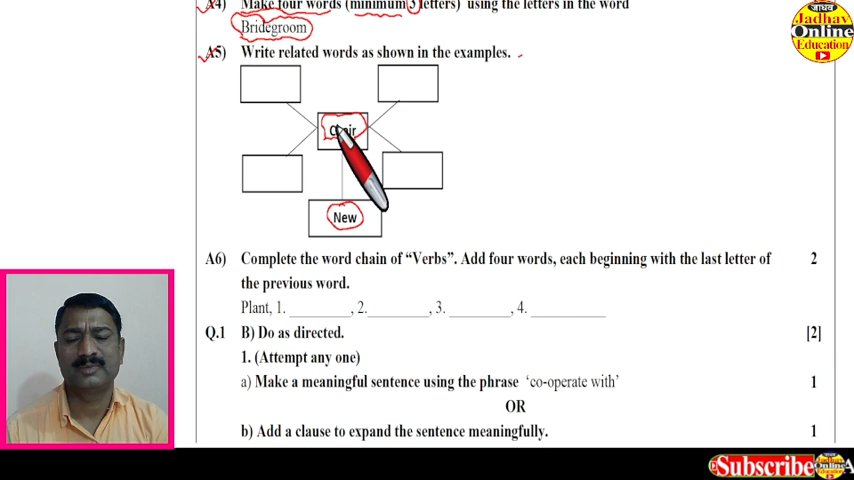 A4) Make four words (minimum 3 letters) using the letters in the word
Bridegroom
A5) Write related words as shown in the examples.
New
A6) Complete the word chain of “Verbs”. Add four words, each beginning with the last letter of 2
the previous word.
Plant, 1. __________, 2.__________, 3. __________, 4. ____________
Q.1 B) Do as directed. [2]
1. (Attempt any one)
a) Make a meaningful sentence using the phrase ‘co-operate with’ 1
OR
b) Add a clause to expand the sentence meaningfully. 1
जाधव
Jadhav
Online
Education
Subscribe